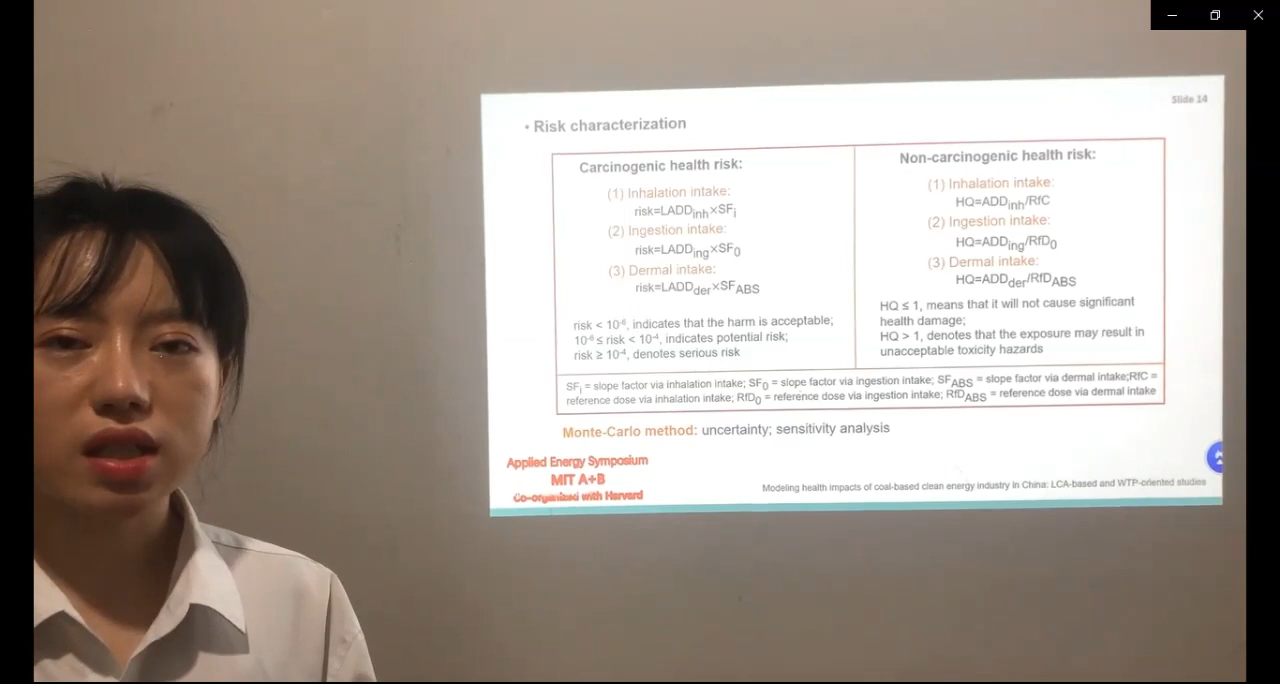 Slide 14
• Risk characterization
Carcinogenic health risk:
(1) Inhalation intake:
risk=LADDinh×SFi
(2) Ingestion intake:
risk=LADDing×SF0
(3) Dermal intake:
risk=LADDder×SFABS
risk < 10-6, indicates that the harm is acceptable;
10-6 ≤ risk < 10-4, indicates potential risk;
risk ≥ 10-4, denotes serious risk
Non-carcinogenic health risk:
(1) Inhalation intake:
HQ=ADDinh/RfC
(2) Ingestion intake:
HQ=ADDing/RfD0
(3) Dermal intake:
HQ=ADDder/RfDABS
HQ ≤ 1, means that it will not cause significant
health damage;
HQ > 1, denotes that the exposure may result in
unacceptable toxicity hazards
SFi = slope factor via inhalation intake; SF0 = slope factor via ingestion intake; SFABS = slope factor via dermal intake;RfC =
reference dose via inhalation intake; RfD0 = reference dose via ingestion intake; RfDABS = reference dose via dermal intake
Monte-Carlo method: uncertainty; sensitivity analysis
Applied Energy Symposium
MIT A+B
Co-organized with Harvard
Modeling health impacts of coal-based clean energy industry in China: LCA-based and WTP-oriented studies